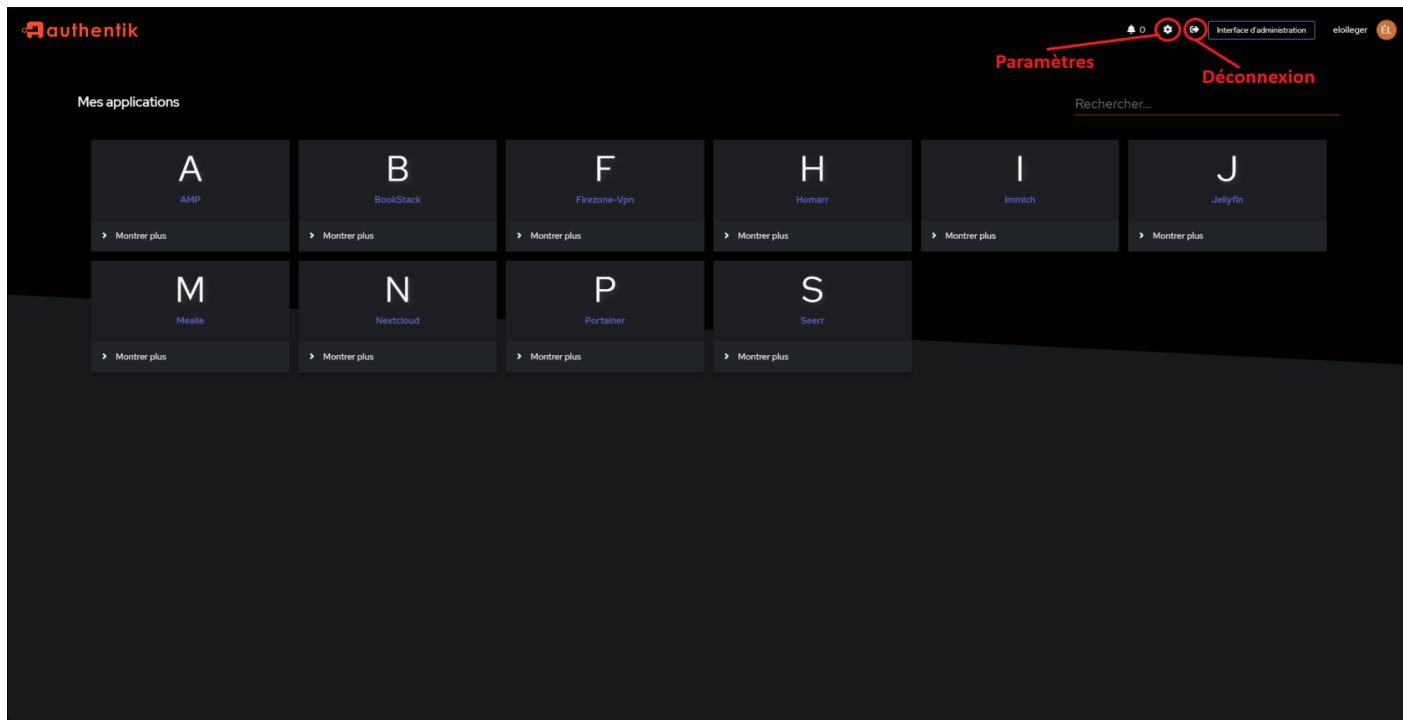 authentik
0
Interface d'administration
eloileger
ÉL
Paramètres
Déconnexion
Mes applications
Rechercher...
A
B
F
H
I
J
AMP
BookStack
Firezone-Vpn
Homarr
Immich
Jellyfin
Montrer plus
Montrer plus
Montrer plus
Montrer plus
Montrer plus
Montrer plus
M
N
P
S
Mealie
Nextcloud
Portainer
Seerr
Montrer plus
Montrer plus
Montrer plus
Montrer plus